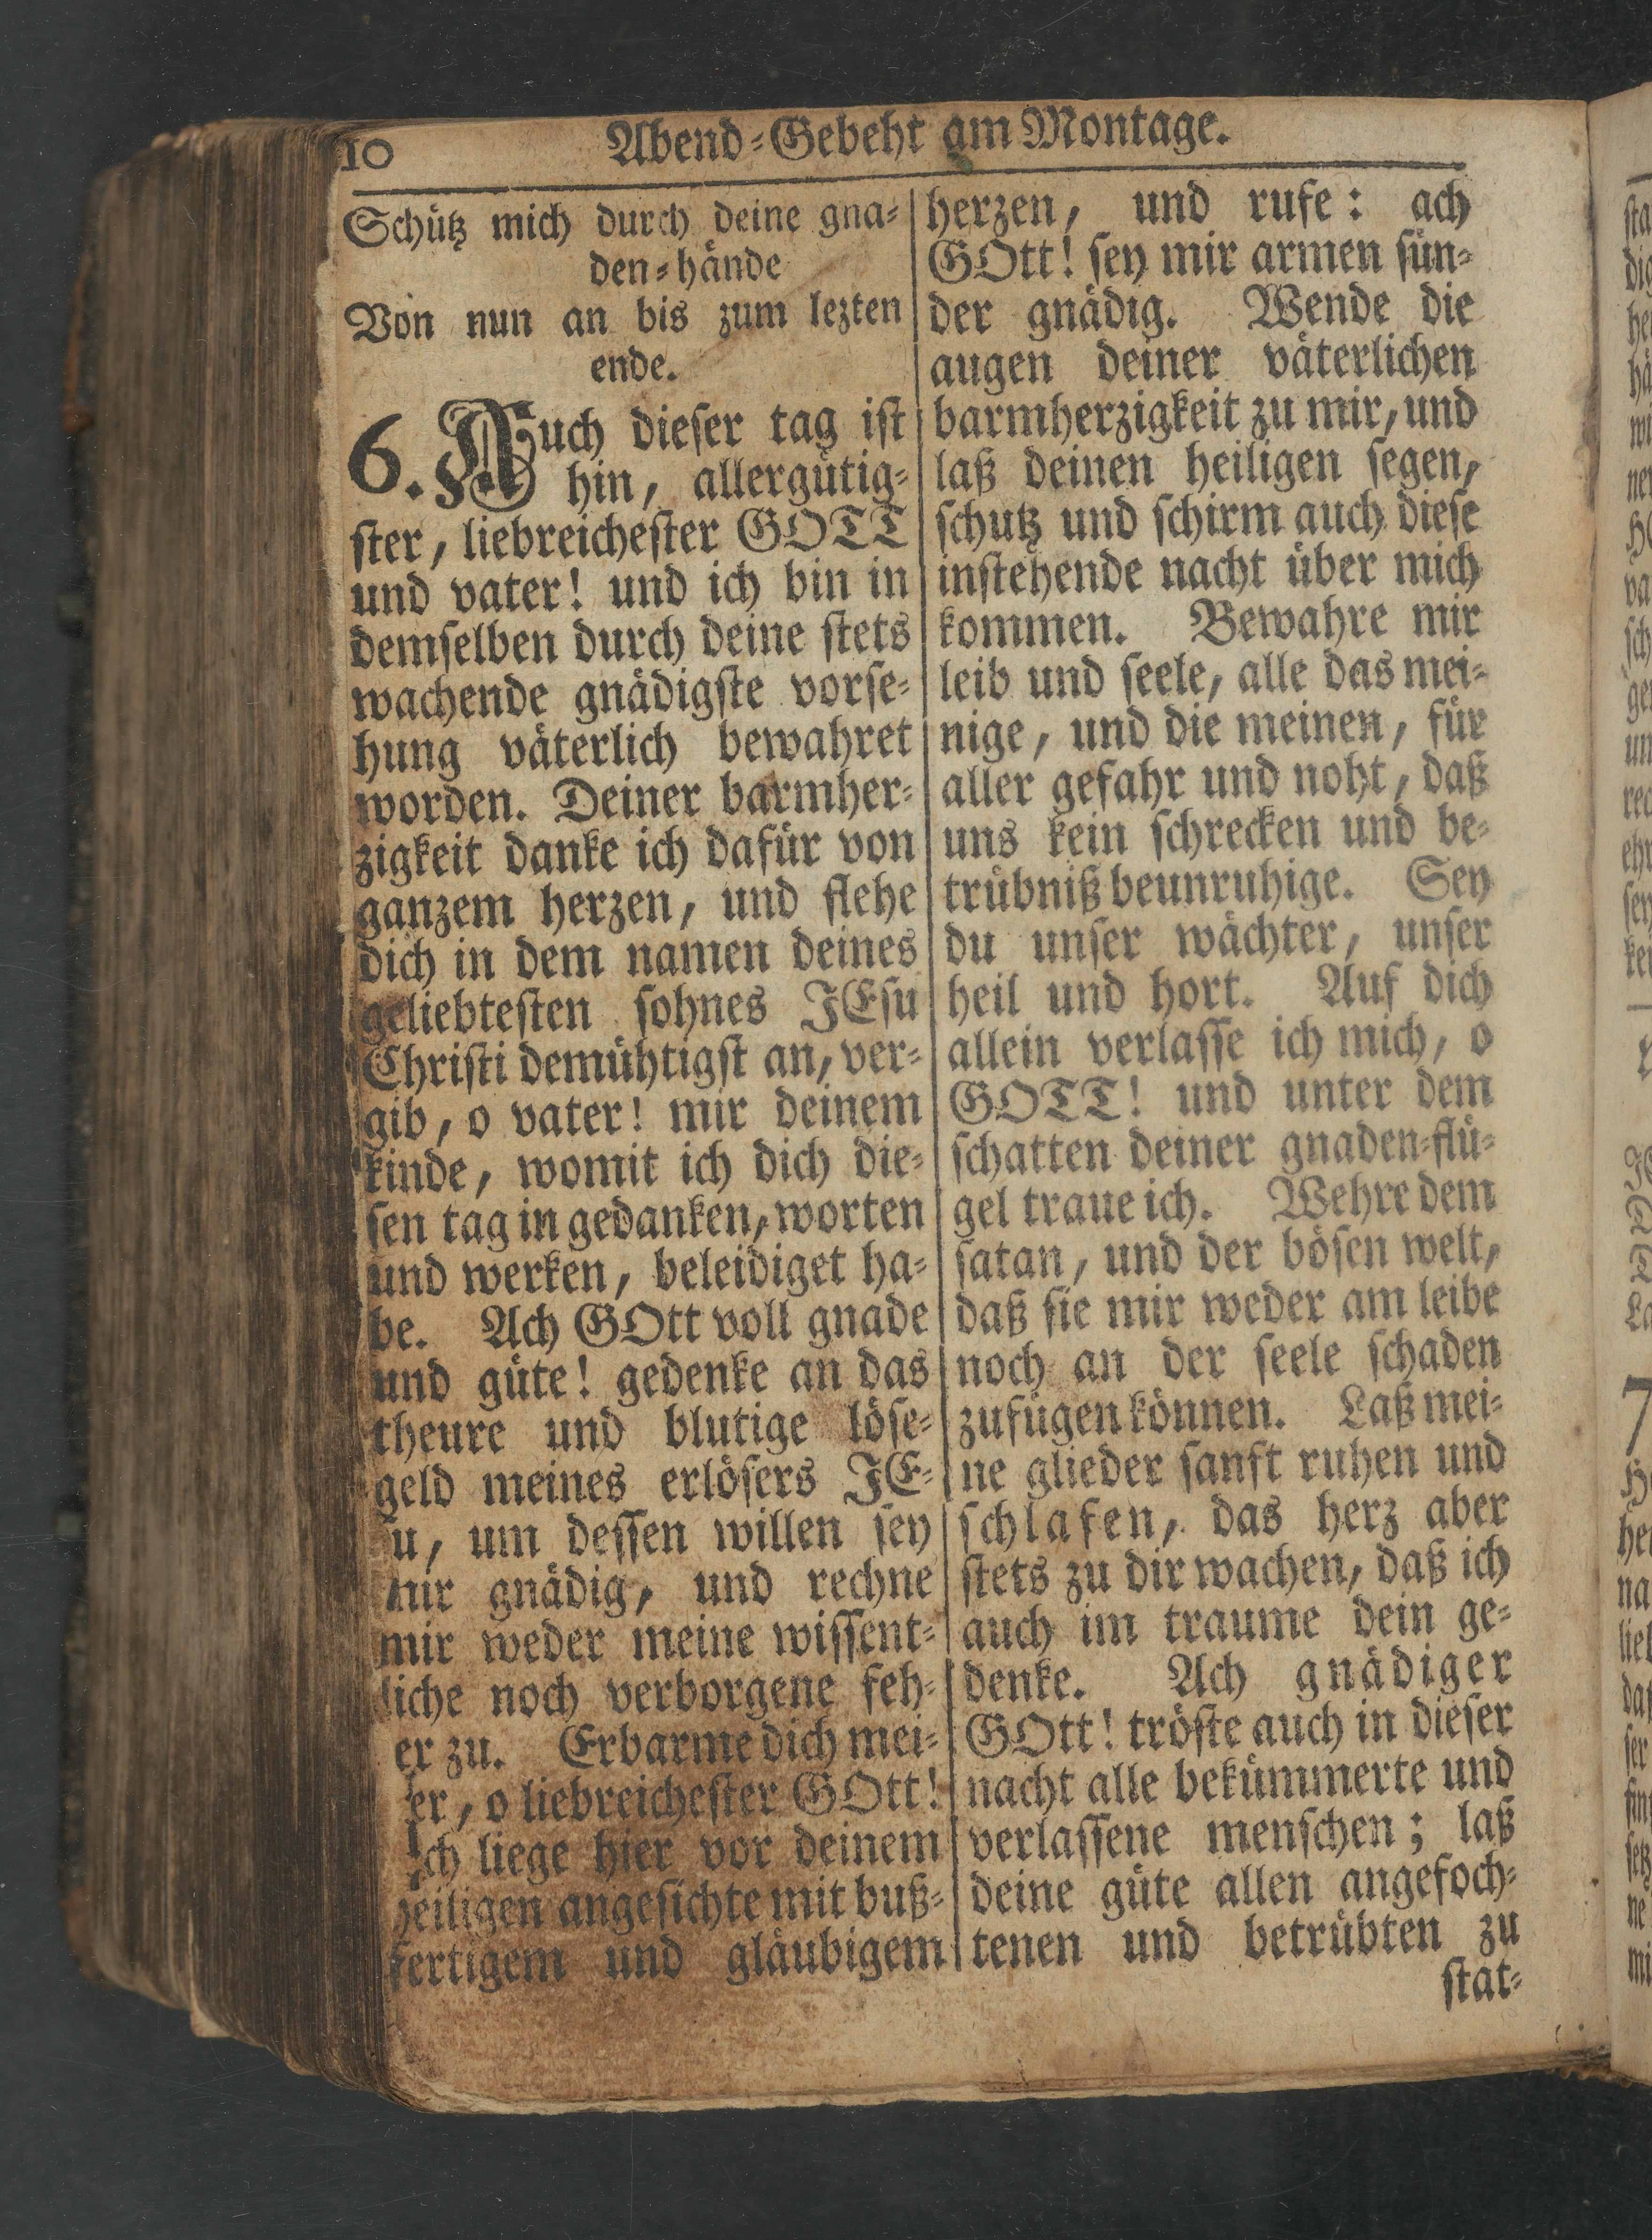 10 Abend-Gebeht am Montage.
Schütz mich durch deine gna-
den-hände
Von nun an bis zum lezten
ende.
6. Auch dieser tag ist
hin, allergütig-
ster, liebreichester GOTT
und vater! und ich bin in
demselben durch deine stets
wachende gnädigste vorse-
hung väterlich bewahret
worden. Deiner barmher-
zigkeit danke ich dafür von
ganzem herzen, und flehe
dich in dem namen deines
geliebtesten sohnes JEsu
Christi demühtigst an, ver-
gib, o vater! mir deinem
kinde, womit ich dich die-
sen tag in gedanken, worten
und werken, beleidiget ha-
be. Ach GOtt voll gnade
und güte! gedenke an das
theure und blutige löse-
geld meines erlösers JE-
u, um dessen willen sey
mir gnädig, und rechne
mir weder meine wissent-
liche noch verborgene feh-
er zu. Erbarme dich mei-
er, o liebreichester GOtt!
Ich liege hier vor deinem
heiligen angesichte mit buß-
fertigem und gläubigem
herzen, und rufe: ach
GOtt! sey mir armen sün-
der gnädig. Wende die
augen deiner väterlichen
barmherzigkeit zu mir, und
laß deinen heiligen segen,
schutz und schirm auch diese
instehende nacht über mich
kommen. Bewahre mir
leib und seele, alle das mei-
nige, und die meinen, für
aller gefahr und noht, daß
uns kein schrecken und be-
trübniß beunruhige. Sey
du unser wächter, unser
heil und hort. Auf dich
allein verlasse ich mich, o
GOTT! und unter dem
schatten deiner gnaden-flü-
gel traue ich. Wehre dem
satan, und der bösen welt,
daß sie mir weder am leibe
noch an der seele schaden
zufügen können. Laß mei-
ne glieder sanft ruhen und
schlafen, das herz aber
stets zu dir wachen, daß ich
auch im traume dein ge-
denke. Ach gnädiger
GOtt! tröste auch in dieser
nacht alle bekümmerte und
verlassene menschen; laß
deine güte allen angefoch-
tenen und betrübten zu
stat-